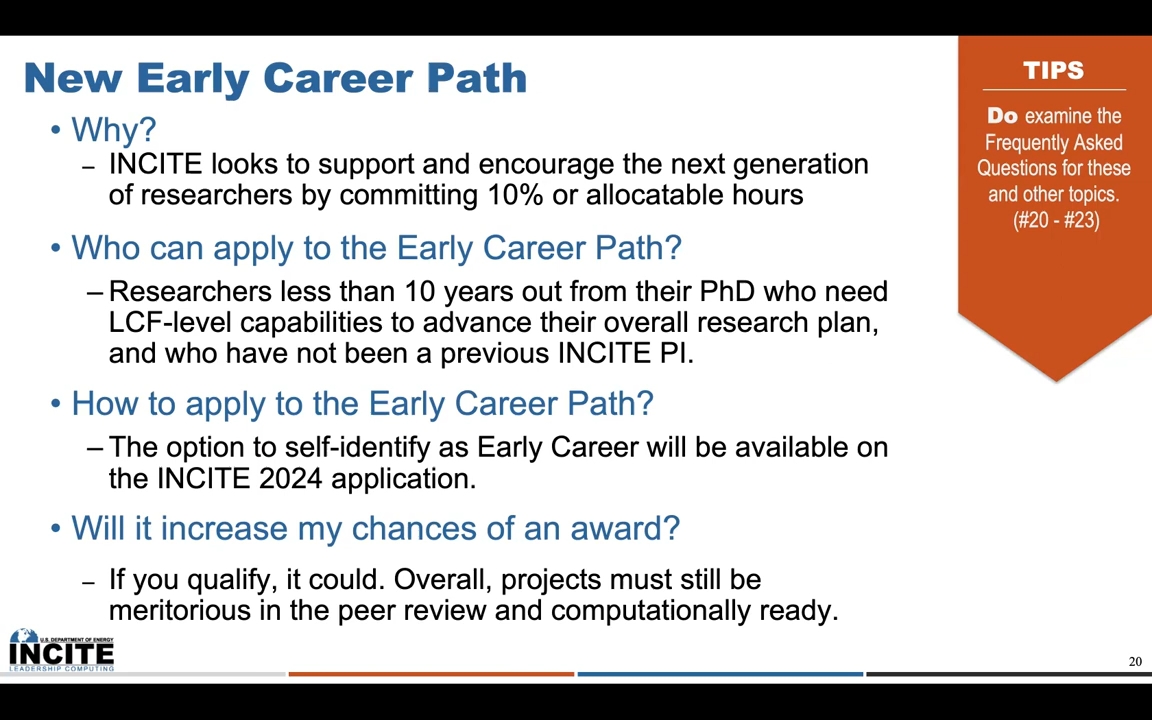 New Early Career Path
• Why?
– INCITE looks to support and encourage the next generation
of researchers by committing 10% or allocatable hours
• Who can apply to the Early Career Path?
– Researchers less than 10 years out from their PhD who need
LCF-level capabilities to advance their overall research plan,
and who have not been a previous INCITE PI.
• How to apply to the Early Career Path?
– The option to self-identify as Early Career will be available on
the INCITE 2024 application.
• Will it increase my chances of an award?
– If you qualify, it could. Overall, projects must still be
meritorious in the peer review and computationally ready.
TIPS
Do examine the
Frequently Asked
Questions for these
and other topics.
(#20 - #23)
U.S. DEPARTMENT OF ENERGY
INCITE
LEADERSHIP COMPUTING
20